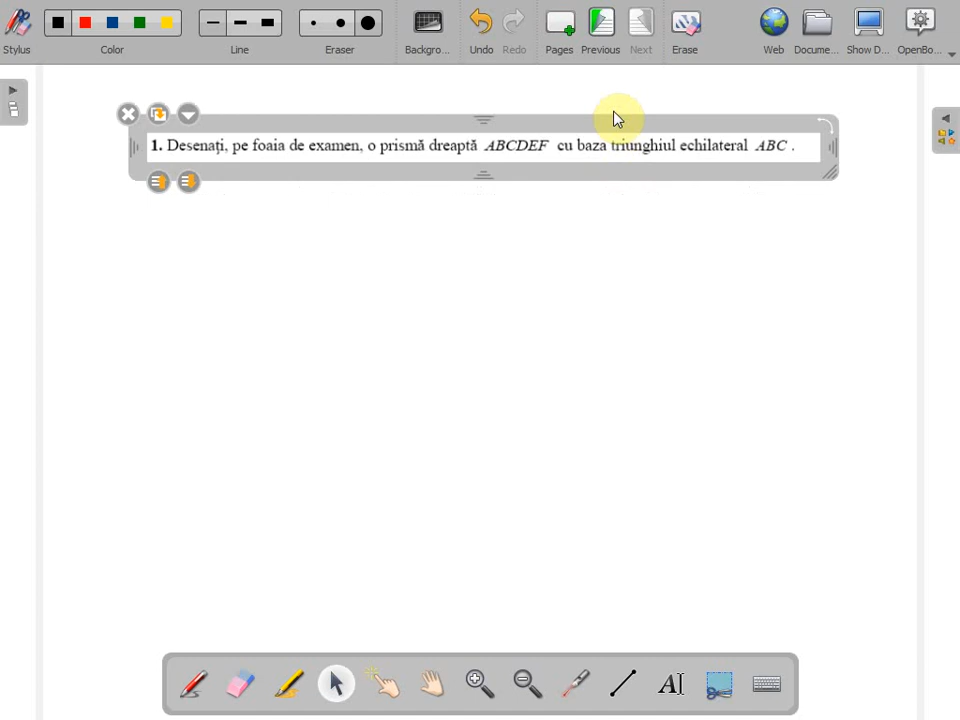 Stylus
Color
Line
Eraser
Backgro...
Undo
Redo
Pages
Previous
Next
Erase
Web
Docume...
Show D...
OpenBo...
1. Desenați, pe foaia de examen, o prismă dreaptă ABCDEF cu baza triunghiul echilateral ABC .
A